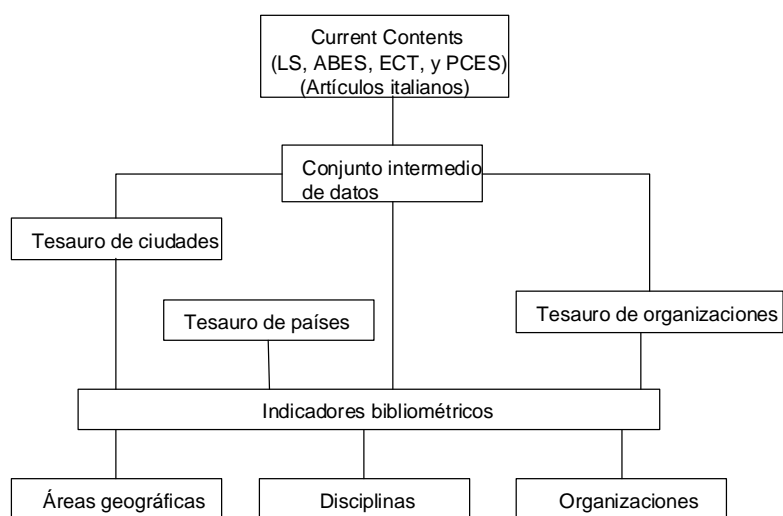 Current Contents
(LS, ABES, ECT, y PCES)
(Artículos italianos)
Conjunto intermedio
de datos
Tesauro de ciudades
Tesauro de países
Tesauro de organizaciones
Indicadores bibliométricos
Áreas geográficas
Disciplinas
Organizaciones